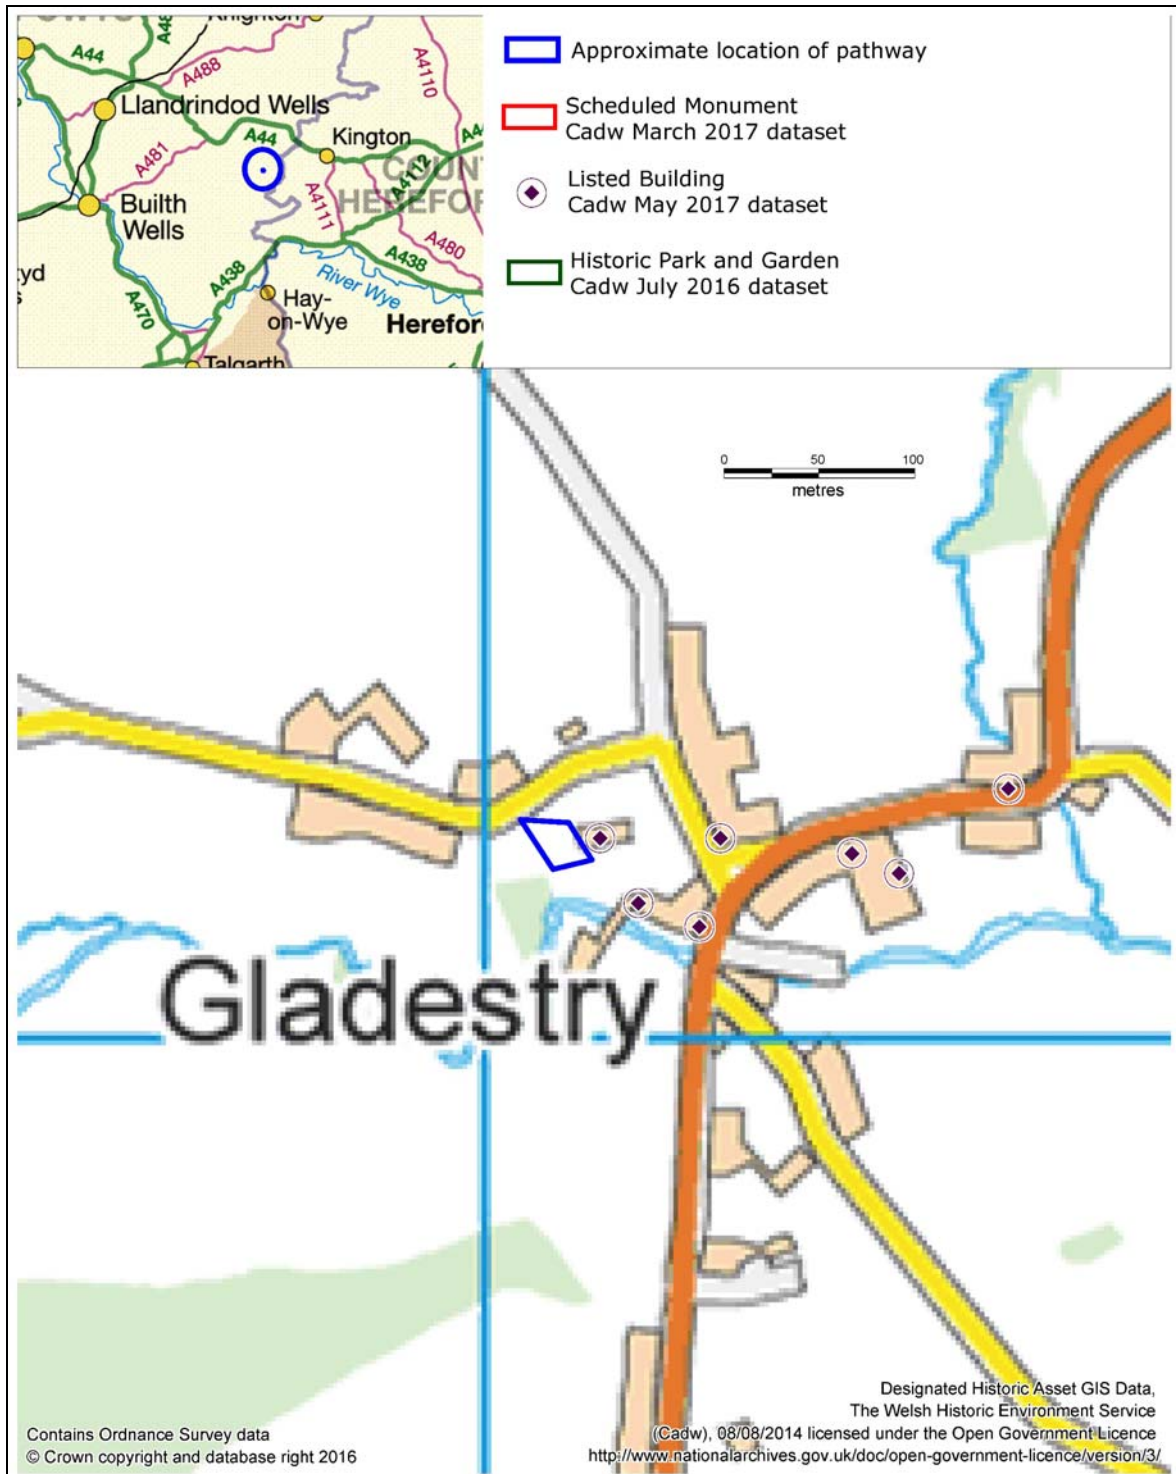 Knighton
A44
A488
A4110
Llandrindod Wells
A44
Kington
A481
A4112
Builth
Wells
A4111
HEREFOR
A480
A438
A438
River Wye
A470
Hay-
on-Wye
Hereford
Talgarth
Approximate location of pathway
Scheduled Monument
Cadw March 2017 dataset
Listed Building
Cadw May 2017 dataset
Historic Park and Garden
Cadw July 2016 dataset
0 50 100
metres
Gladestry
Contains Ordnance Survey data
© Crown copyright and database right 2016
Designated Historic Asset GIS Data,
The Welsh Historic Environment Service
(Cadw), 08/08/2014 licensed under the Open Government Licence
http://www.nationalarchives.gov.uk/doc/open-government-licence/version/3/